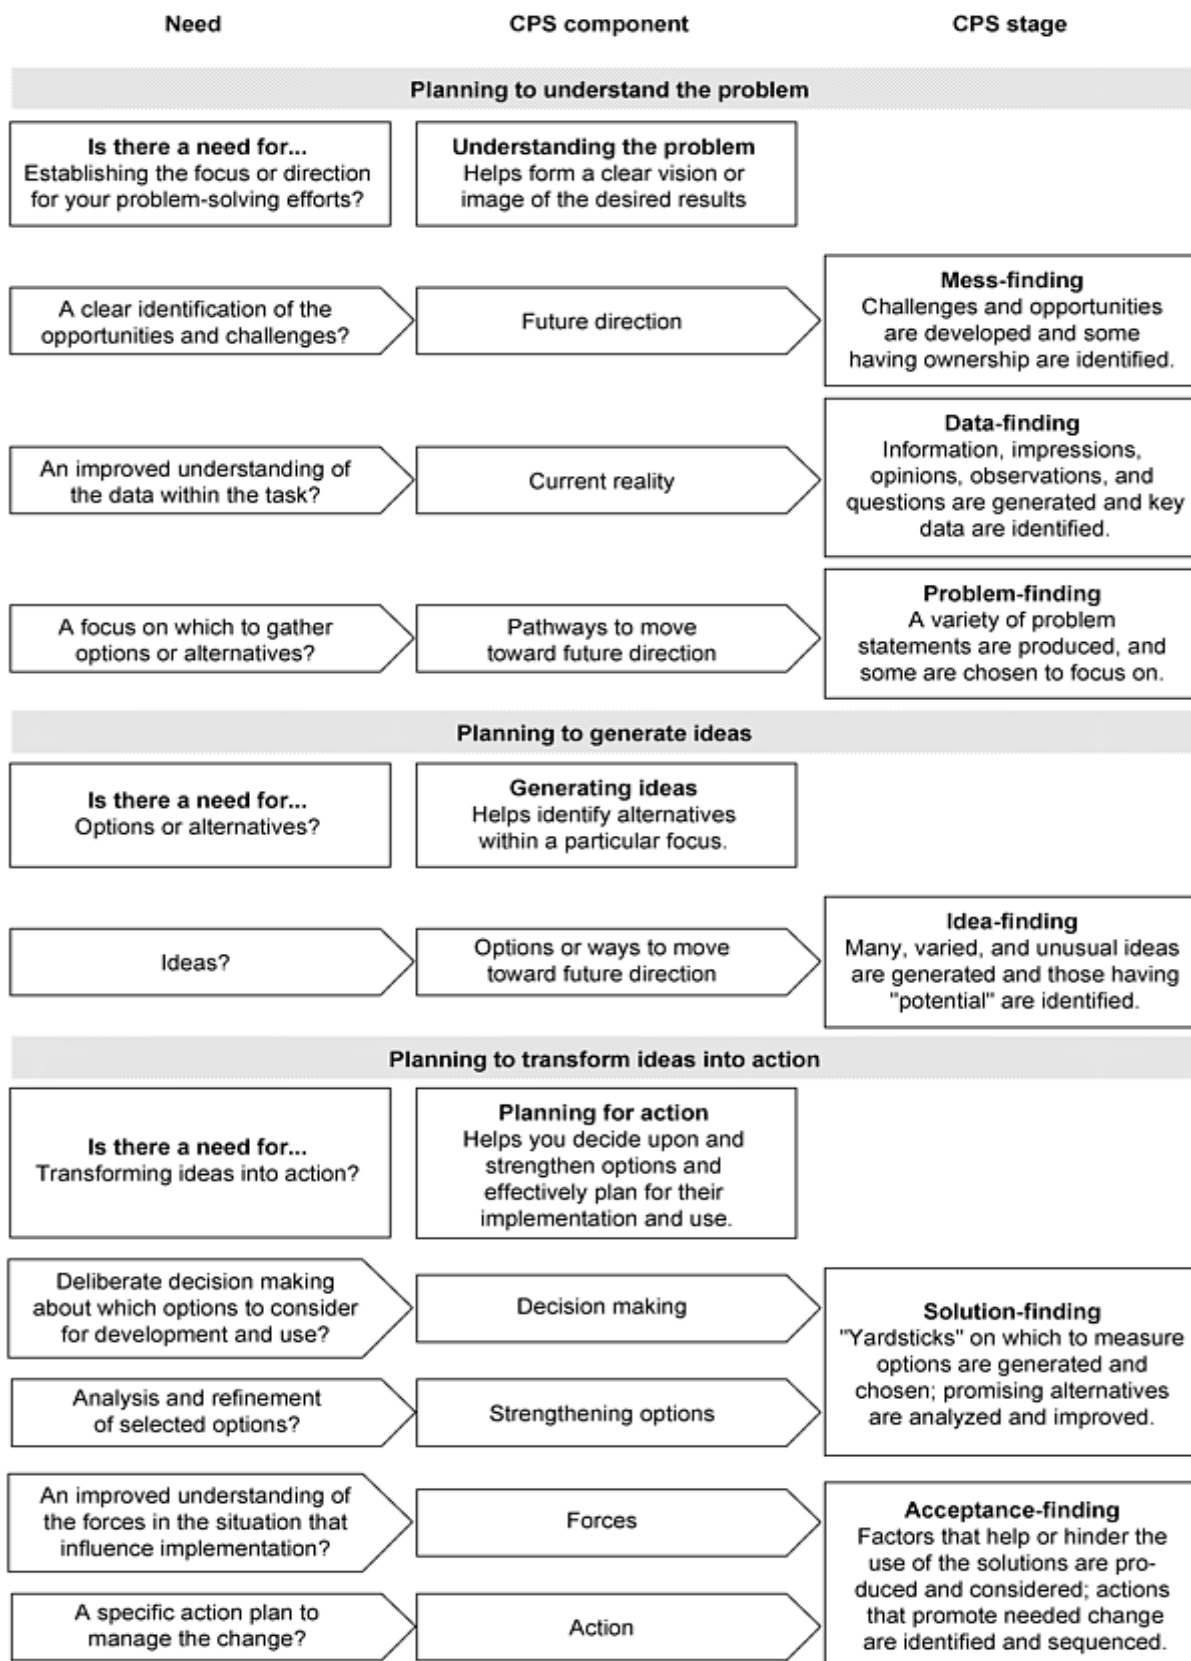 Need
CPS component
CPS stage
Planning to understand the problem
Is there a need for...
Establishing the focus or direction
for your problem-solving efforts?
Understanding the problem
Helps form a clear vision or
image of the desired results
A clear identification of the
opportunities and challenges?
Future direction
Mess-finding
Challenges and opportunities
are developed and some
having ownership are identified.
An improved understanding of
the data within the task?
Current reality
Data-finding
Information, impressions,
opinions, observations, and
questions are generated and key
data are identified.
A focus on which to gather
options or alternatives?
Pathways to move
toward future direction
Problem-finding
A variety of problem
statements are produced, and
some are chosen to focus on.
Planning to generate ideas
Is there a need for...
Options or alternatives?
Generating ideas
Helps identify alternatives
within a particular focus.
Ideas?
Options or ways to move
toward future direction
Idea-finding
Many, varied, and unusual ideas
are generated and those having
"potential" are identified.
Planning to transform ideas into action
Is there a need for...
Transforming ideas into action?
Planning for action
Helps you decide upon and
strengthen options and
effectively plan for their
implementation and use.
Deliberate decision making
about which options to consider
for development and use?
Decision making
Solution-finding
"Yardsticks" on which to measure
options are generated and
chosen; promising alternatives
are analyzed and improved.
Analysis and refinement
of selected options?
Strengthening options
An improved understanding of
the forces in the situation that
influence implementation?
Forces
Acceptance-finding
Factors that help or hinder the
use of the solutions are pro-
duced and considered; actions
that promote needed change
are identified and sequenced.
A specific action plan to
manage the change?
Action